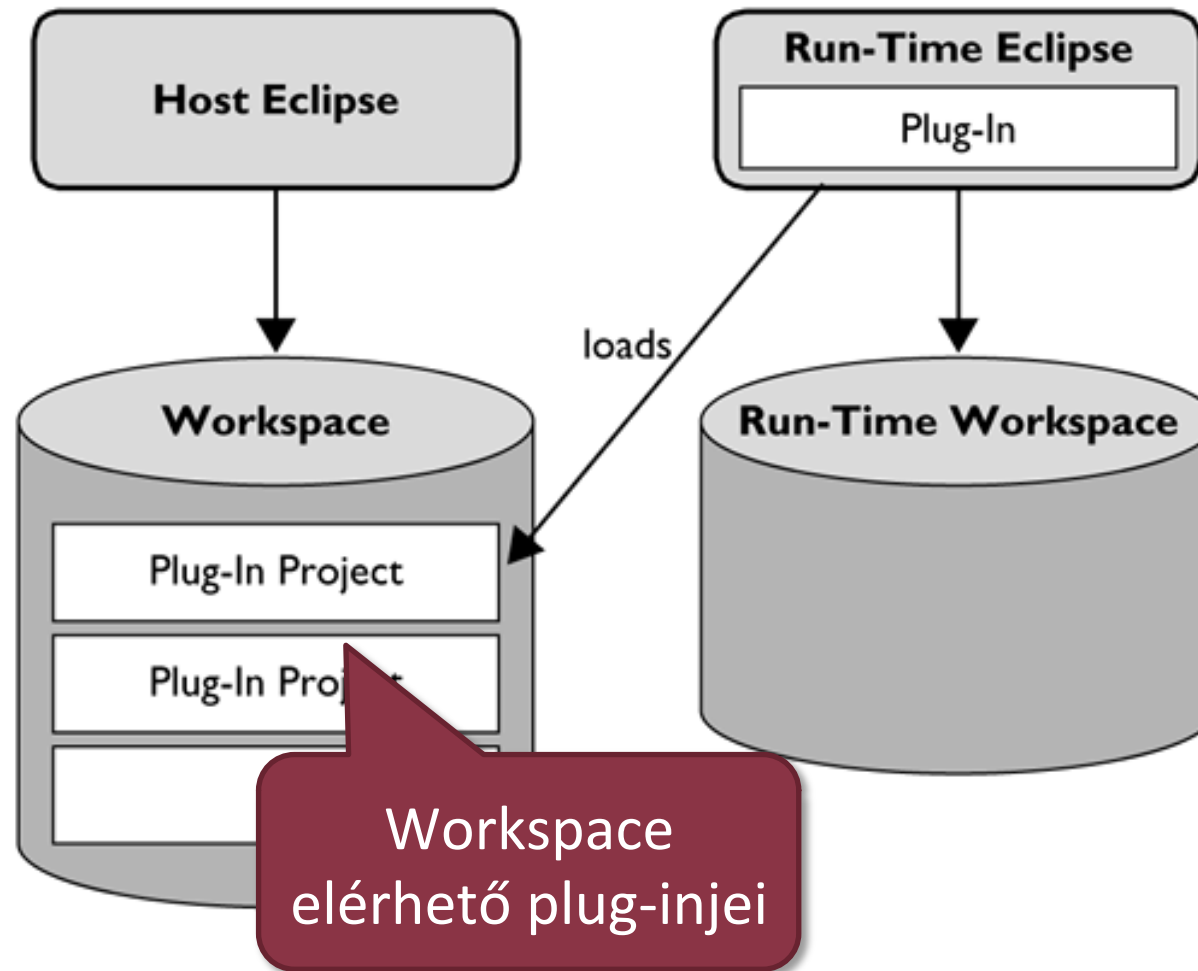 Host Eclipse
Run-Time Eclipse
Plug-In
loads
Workspace
Run-Time Workspace
Plug-In Project
Plug-In Project
Workspace
elérhető plug-injei